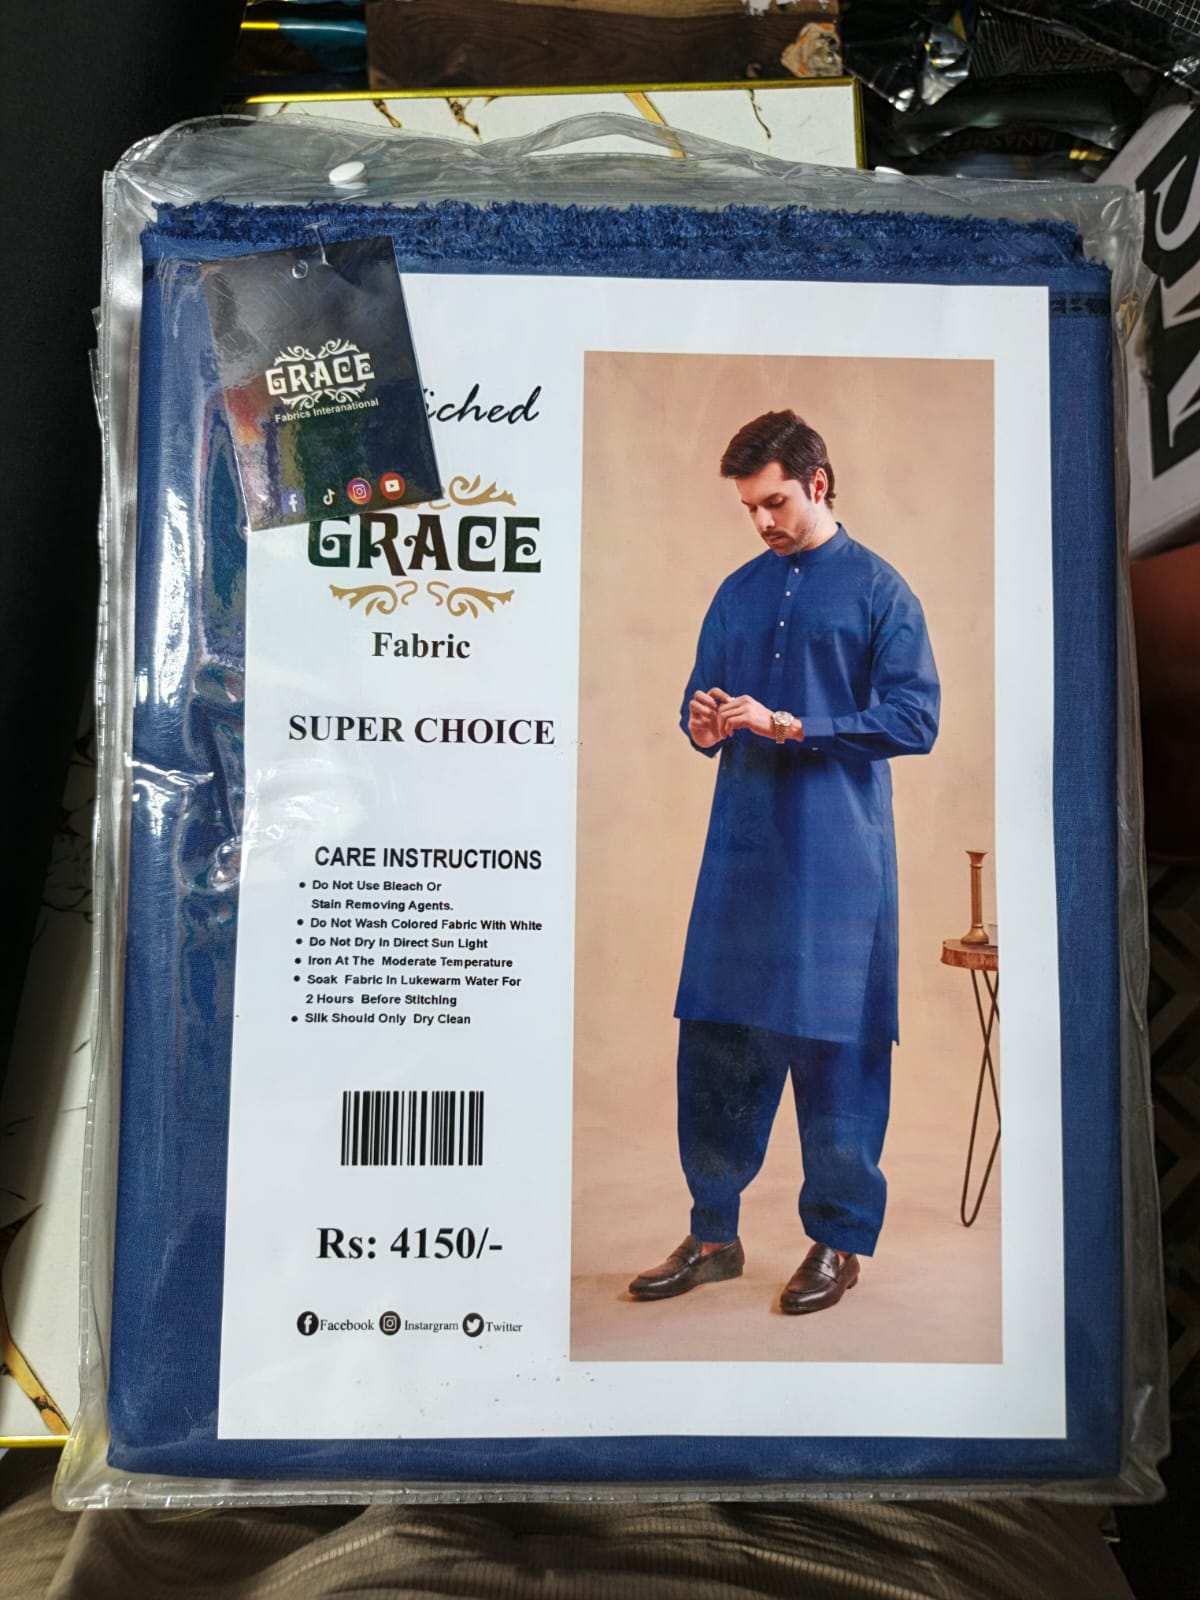 GRACE
Fabrics Interanational
GRACE
Fabric
SUPER CHOICE
CARE INSTRUCTIONS
• Do Not Use Bleach Or
Stain Removing Agents.
• Do Not Wash Colored Fabric With White
• Do Not Dry In Direct Sun Light
• Iron At The Moderate Temperature
• Soak Fabric In Lukewarm Water For
2 Hours Before Stitching
• Silk Should Only Dry Clean
Rs: 4150/-
Facebook Instargram Twitter